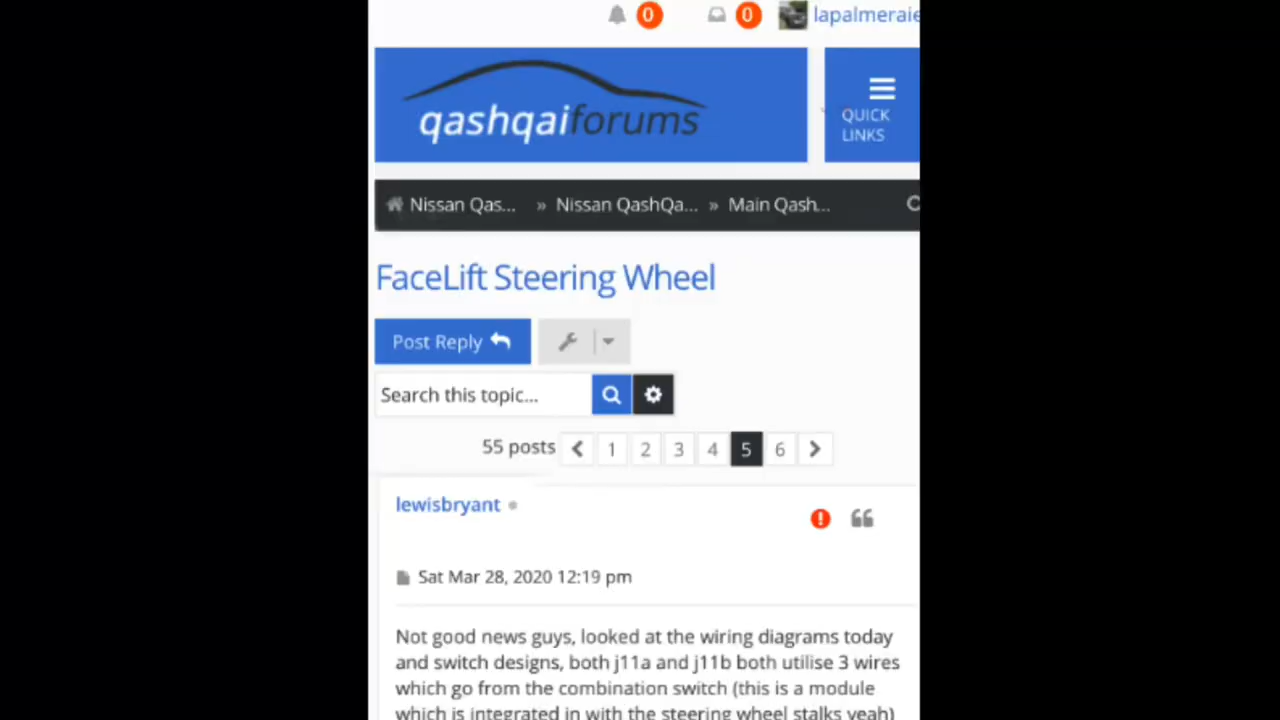 0 0 lapalmeraie
qashqaiforums
QUICK
LINKS
Nissan Qas... » Nissan QashQa... » Main Qash...
FaceLift Steering Wheel
Post Reply
Search this topic...
55 posts 1 2 3 4 5 6
lewisbryant
Sat Mar 28, 2020 12:19 pm
Not good news guys, looked at the wiring diagrams today
and switch designs, both j11a and j11b both utilise 3 wires
which go from the combination switch (this is a module
which is integrated in with the steering wheel stalks yeah)